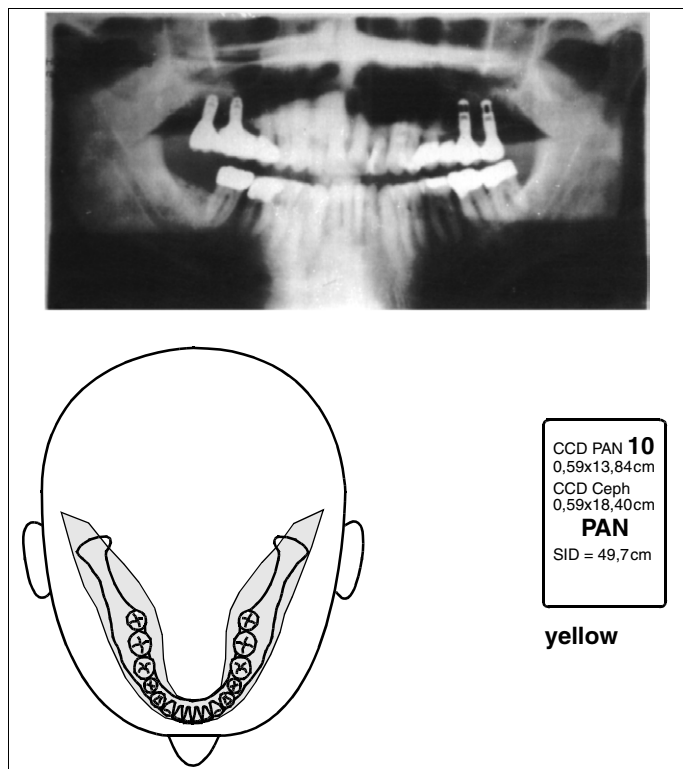 CCD PAN 10
0,59x13,84cm
CCD Ceph
0,59x18,40cm
PAN
SID = 49,7cm
yellow